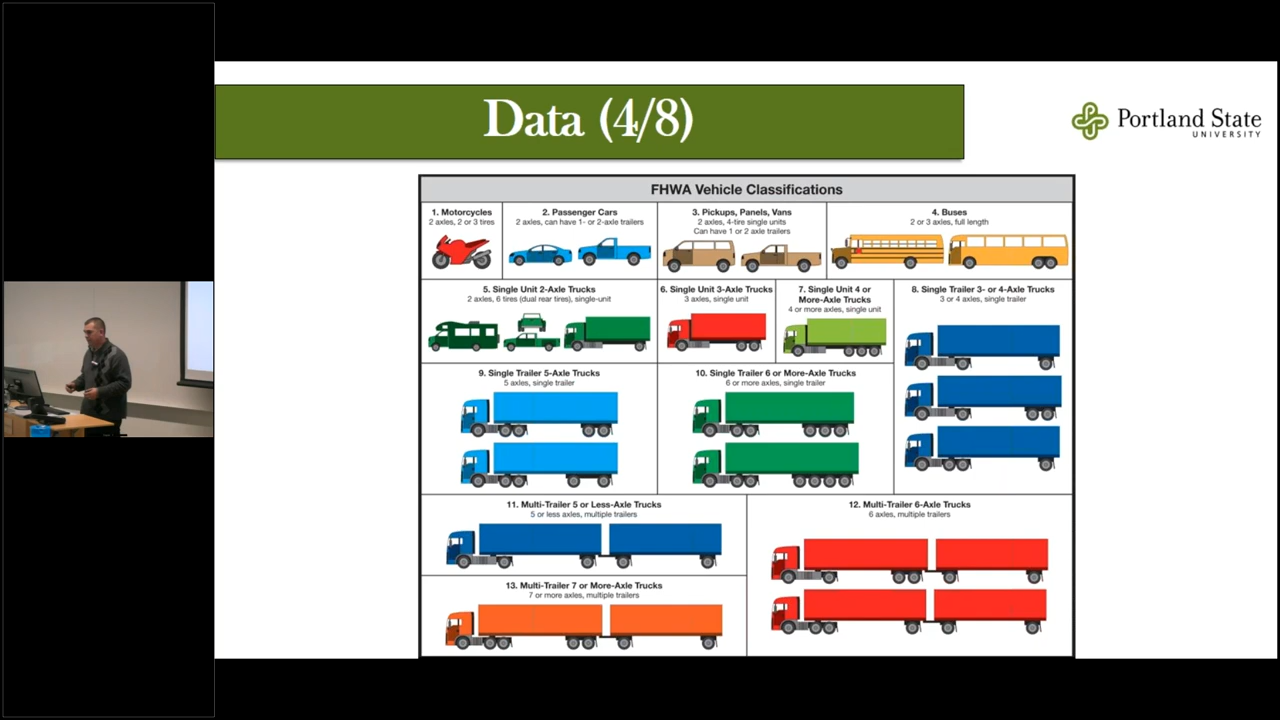 Data (4/8)
Portland State
UNIVERSITY
FHWA Vehicle Classifications
1. Motorcycles
2 axles, 2 or 3 tires
2. Passenger Cars
2 axles, can have 1- or 2-axle trailers
3. Pickups, Panels, Vans
2 axles, 4-tire single units
Can have 1 or 2 axle trailers
4. Buses
2 or 3 axles, full length
5. Single Unit 2-Axle Trucks
2 axles, 6 tires (dual rear tires), single-unit
6. Single Unit 3-Axle Trucks
3 axles, single unit
7. Single Unit 4 or
More-Axle Trucks
4 or more axles, single unit
8. Single Trailer 3- or 4-Axle Trucks
3 or 4 axles, single trailer
9. Single Trailer 5-Axle Trucks
5 axles, single trailer
10. Single Trailer 6 or More-Axle Trucks
6 or more axles, single trailer
11. Multi-Trailer 5 or Less-Axle Trucks
5 or less axles, multiple trailers
12. Multi-Trailer 6-Axle Trucks
6 axles, multiple trailers
13. Multi-Trailer 7 or More-Axle Trucks
7 or more axles, multiple trailers